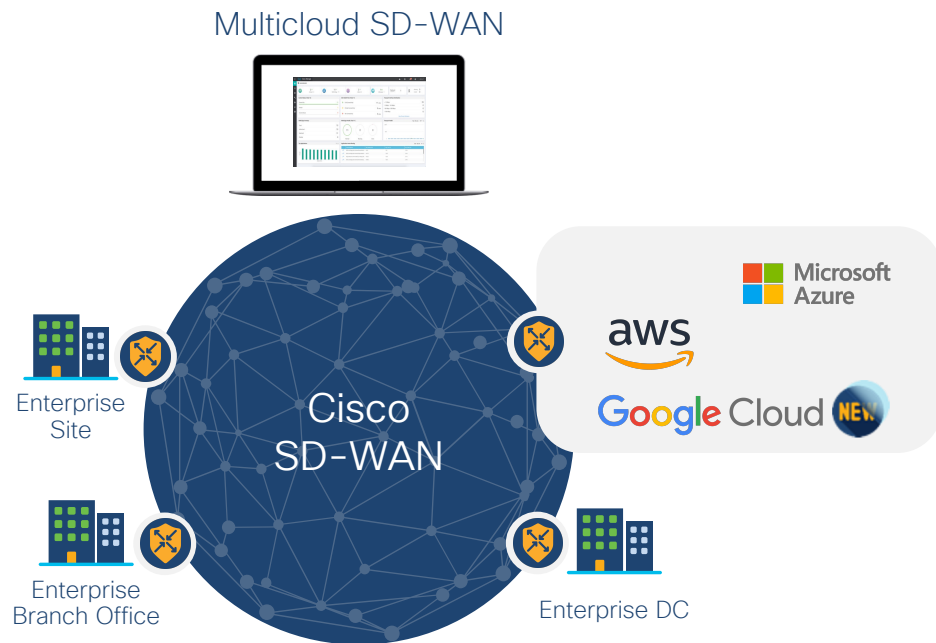 Multicloud SD-WAN
Microsoft
Azure
aws
Google Cloud
NEW
Enterprise
Site
Cisco
SD-WAN
Enterprise
Branch Office
Enterprise DC